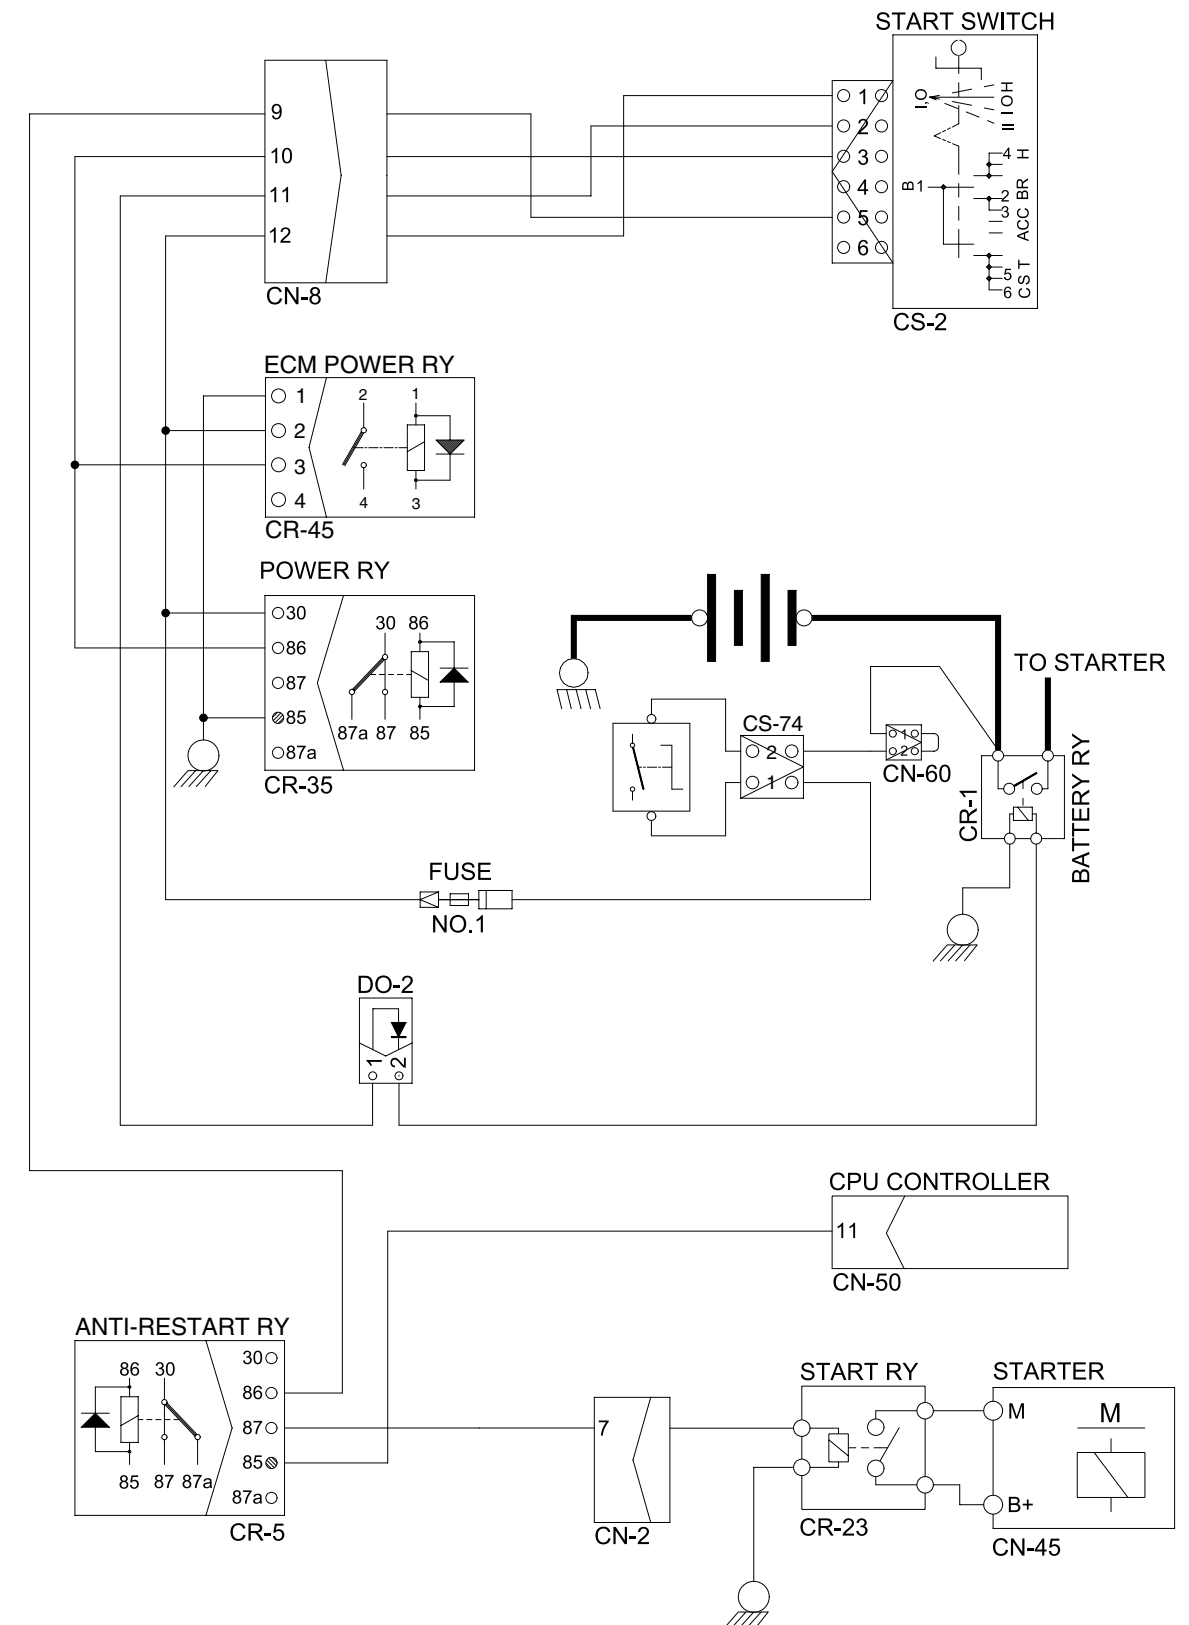 START SWITCH
9
10
11
12
CN-8
1
2
3
4
5
6
I,O
H
O
I
II
B 1
4 H
BR
2
3
ACC
T
5
CS
6
CS-2
ECM POWER RY
1
2
3
4
2 1
4 3
CR-45
POWER RY
30
86
87
85
87a
30 86
87a 87 85
CR-35
TO STARTER
CS-74
2
1
1
2
CN-60
CR-1
BATTERY RY
FUSE
NO.1
DO-2
1
2
CPU CONTROLLER
11
CN-50
ANTI-RESTART RY
86 30
85 87 87a
30
86
87
85
87a
CR-5
7
CN-2
START RY
CR-23
STARTER
M
M
B+
CN-45